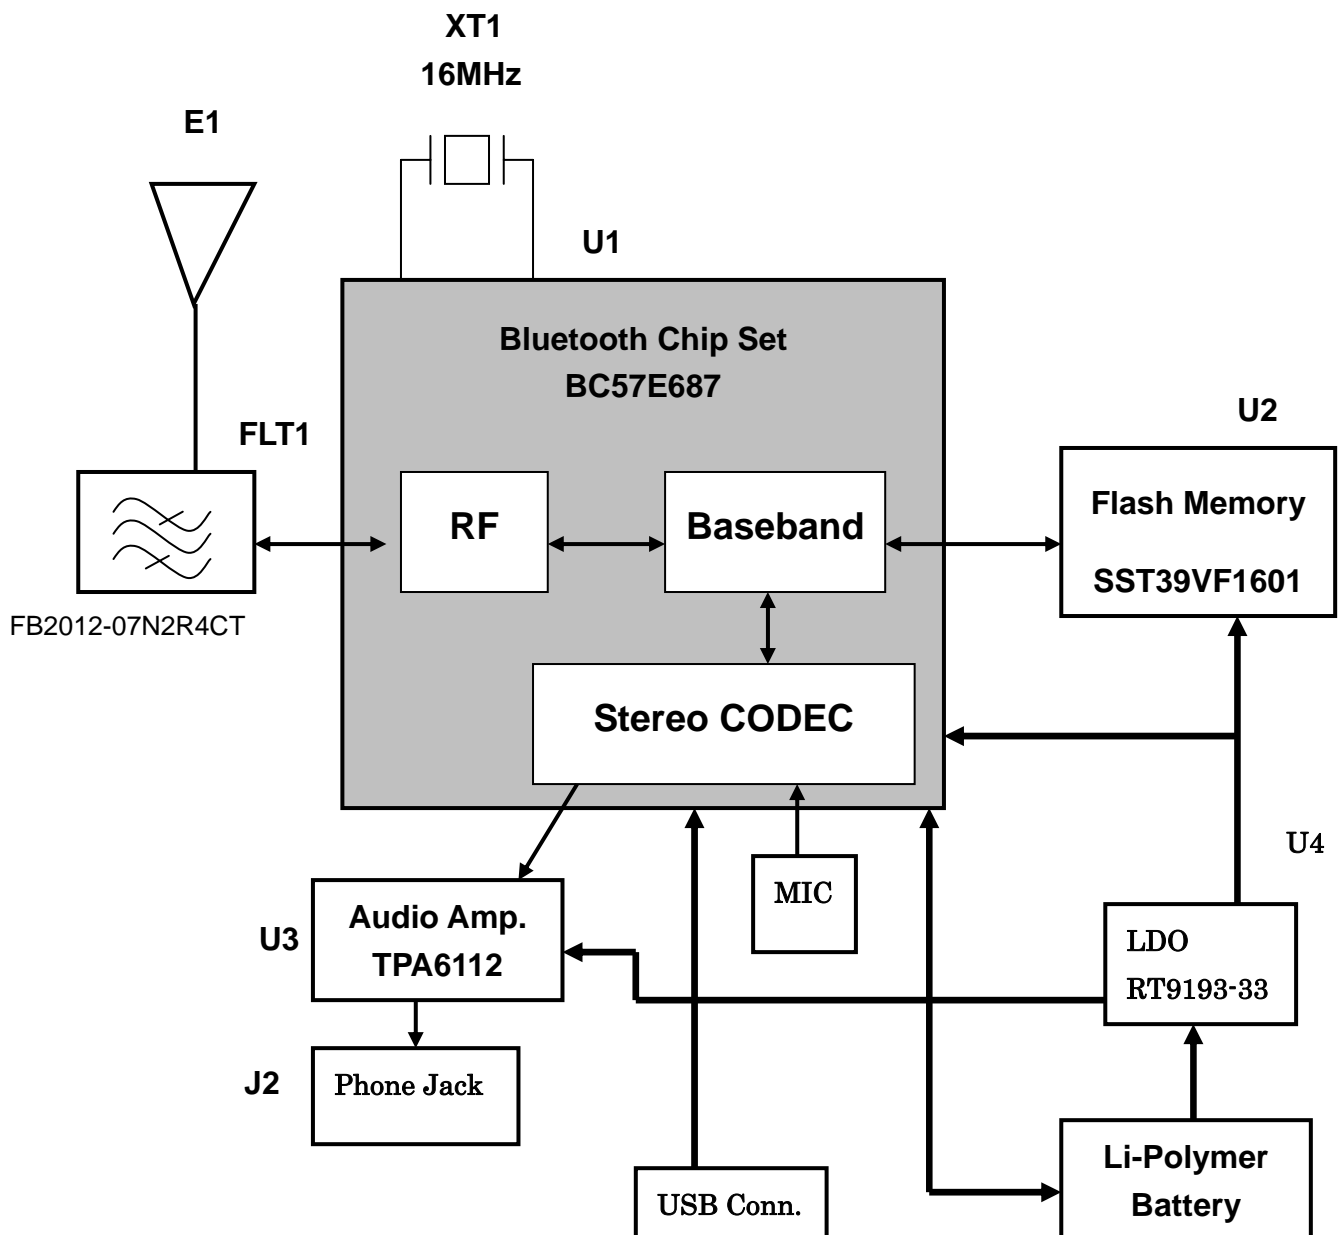 XT1
16MHz
E1
U1
Bluetooth Chip Set
BC57E687
U2
FLT1
RF
Baseband
Flash Memory
SST39VF1601
FB2012-07N2R4CT
Stereo CODEC
U4
MIC
U3
Audio Amp.
TPA6112
LDO
RT9193-33
J2
Phone Jack
Li-Polymer
Battery
USB Conn.